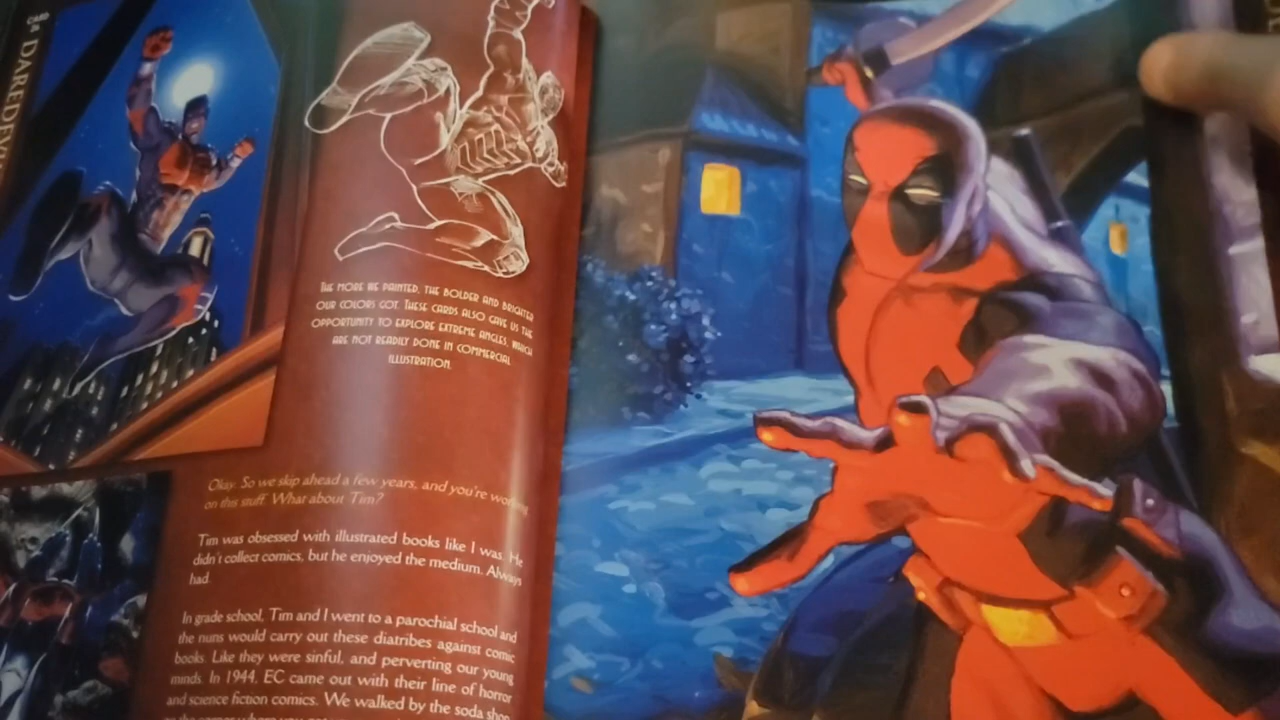 CARD
DAREDEVIL
THE MORE HE PAINTED, THE BOLDER AND BRIGHTER
OUR COLORS GOT. THESE CARDS ALSO GAVE US THE
OPPORTUNITY TO EXPLORE EXTREME ANGLES, WHICH
ARE NOT READILY DONE IN COMMERCIAL
ILLUSTRATION.
Okay. So we skip ahead a few years, and you're working
on this stuff. What about Tim?
Tim was obsessed with illustrated books like I was. He
didn't collect comics, but he enjoyed the medium. Always
had.
In grade school, Tim and I went to a parochial school and
the nuns would carry out these diatribes against comic
books. Like they were sinful, and perverting our young
minds. In 1944, EC came out with their line of horror
and science fiction comics. We walked by the soda shop